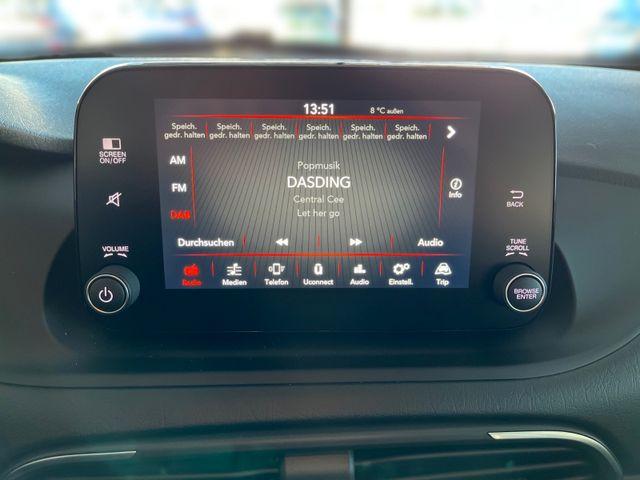 13:51
8 °C außen
Speich. gedr. halten
Speich. gedr. halten
Speich. gedr. halten
Speich. gedr. halten
Speich. gedr. halten
Speich. gedr. halten
SCREEN
ON/OFF
AM
FM
DAB
Popmusik
DASDING
Central Cee
Let her go
Info
BACK
Durchsuchen
Audio
VOLUME
TUNE
SCROLL
Radio
Medien
Telefon
Uconnect
Audio
Einstell.
Trip
BROWSE
ENTER